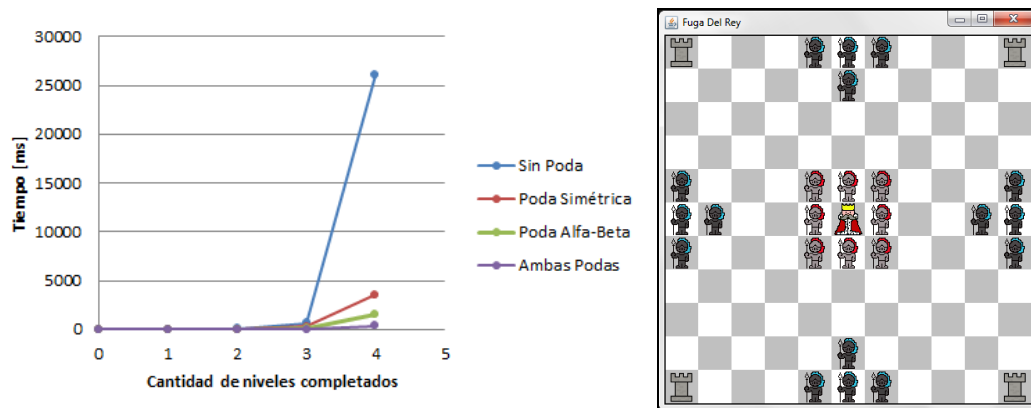 30000
25000
20000
15000
10000
5000
0
Tiempo [ms]
0 1 2 3 4 5
Cantidad de niveles completados
Sin Poda
Poda Simétrica
Poda Alfa-Beta
Ambas Podas
Fuga Del Rey